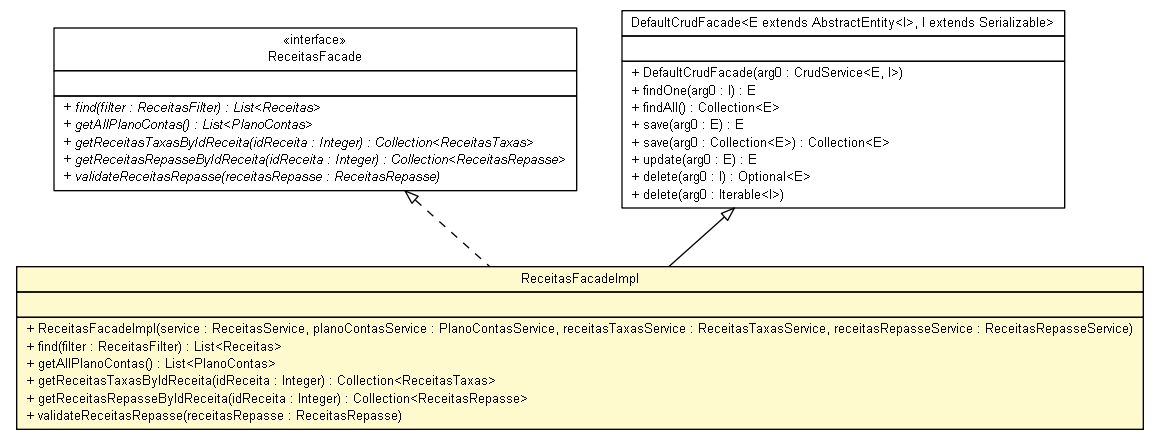 «interface»
ReceitasFacade
+ find(filter : ReceitasFilter) : List<Receitas>
+ getAllPlanoContas() : List<PlanoContas>
+ getReceitasTaxasByIdReceita(idReceita : Integer) : Collection<ReceitasTaxas>
+ getReceitasRepasseByIdReceita(idReceita : Integer) : Collection<ReceitasRepasse>
+ validateReceitasRepasse(receitasRepasse : ReceitasRepasse)
DefaultCrudFacade<E extends AbstractEntity<I>, I extends Serializable>
+ DefaultCrudFacade(arg0 : CrudService<E, I>)
+ findOne(arg0 : I) : E
+ findAll() : Collection<E>
+ save(arg0 : E) : E
+ save(arg0 : Collection<E>) : Collection<E>
+ update(arg0 : E) : E
+ delete(arg0 : I) : Optional<E>
+ delete(arg0 : Iterable<I>)
ReceitasFacadeImpl
+ ReceitasFacadeImpl(service : ReceitasService, planoContasService : PlanoContasService, receitasTaxasService : ReceitasTaxasService, receitasRepasseService : ReceitasRepasseService)
+ find(filter : ReceitasFilter) : List<Receitas>
+ getAllPlanoContas() : List<PlanoContas>
+ getReceitasTaxasByIdReceita(idReceita : Integer) : Collection<ReceitasTaxas>
+ getReceitasRepasseByIdReceita(idReceita : Integer) : Collection<ReceitasRepasse>
+ validateReceitasRepasse(receitasRepasse : ReceitasRepasse)